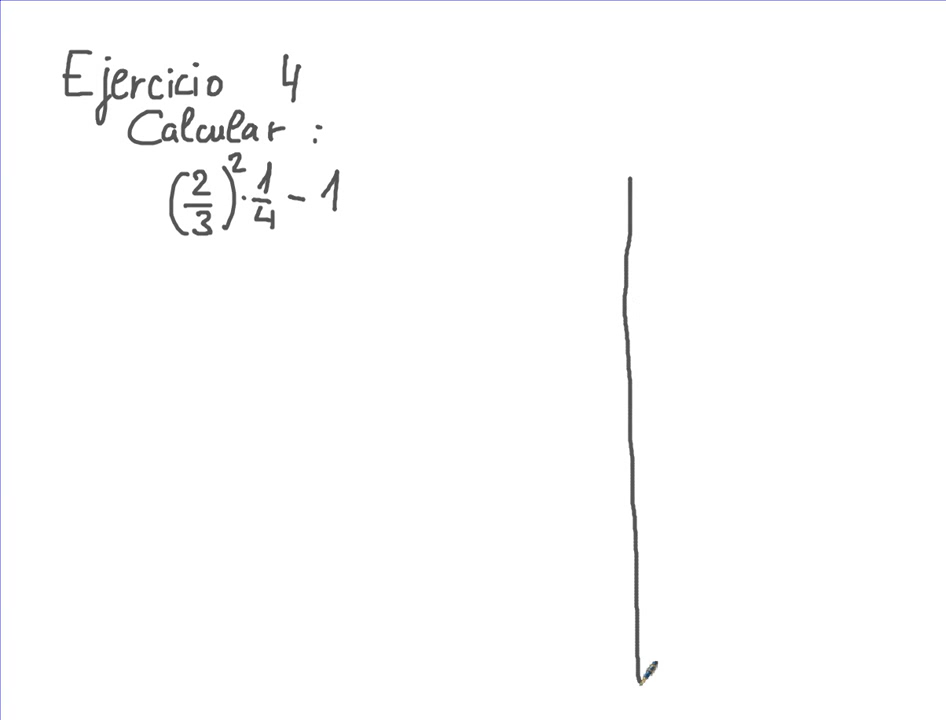 Ejercicio 4
Calcular :
(2/3)² · 1/4 - 1